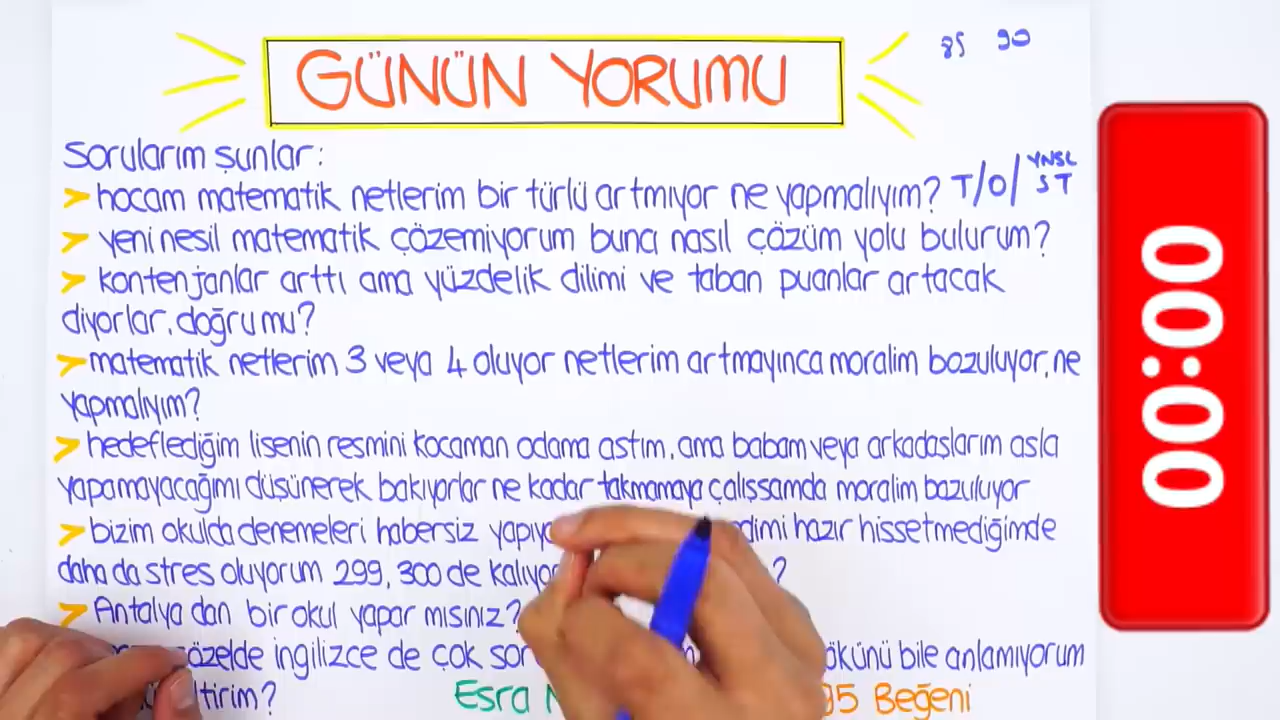 85 90
GÜNÜN YORUMU
Sorularım şunlar:
➤ hocam matematik netlerim bir türlü artmıyor ne yapmalıyım? T/O/ YNSL ST
➤ yeni nesil matematik çözemiyorum buna nasıl çözüm yolu bulurum?
➤ kontenjanlar arttı ama yüzdelik dilimi ve taban puanlar artacak
diyorlar, doğru mu?
➤ matematik netlerim 3 veya 4 oluyor netlerim artmayınca moralim bozuluyor, ne
yapmalıyım?
➤ hedeflediğim lisenin resmini kocaman odama astım, ama babam veya arkadaşlarım asla
yapamayacağımı düşünerek bakıyorlar ne kadar takmamaya çalışsamda moralim bozuluyor
➤ bizim okulda denemeleri habersiz hazır hissetmediğimde
daha da stres oluyorum 299, 300 de ?
➤ Antalya dan bir okul yapar mısınız?
sözelde ingilizce de çok kökünü bile anlamıyorum
Esra 95 Beğeni
00:00